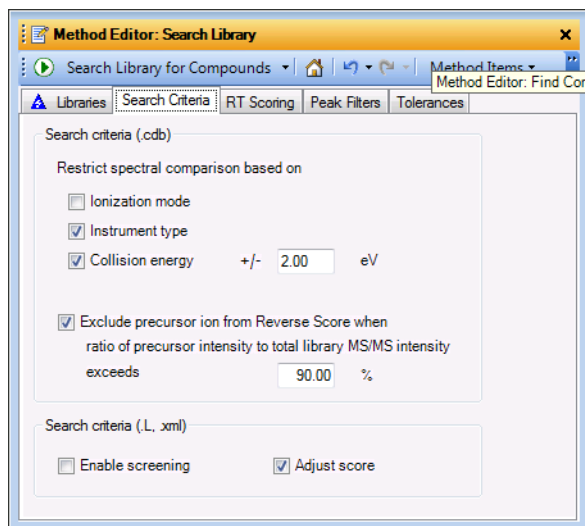 Method Editor: Search Library
Search Library for Compounds
Method Items
Method Editor: Find Cor
Libraries Search Criteria RT Scoring Peak Filters Tolerances
Search criteria (.cdb)
Restrict spectral comparison based on
Ionization mode
Instrument type
Collision energy +/- 2.00 eV
Exclude precursor ion from Reverse Score when
ratio of precursor intensity to total library MS/MS intensity
exceeds 90.00 %
Search criteria (.L, .xml)
Enable screening Adjust score